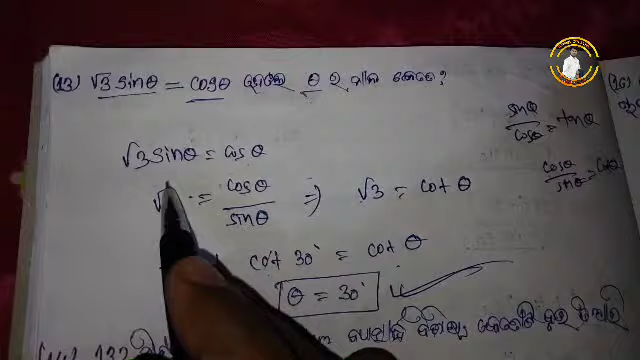 (13) √3 sinθ = cosθ ହେଲେ θ ର ମାନ କେତେ?
sinθ/cosθ = tanθ
√3 sinθ = cosθ
cosθ/sinθ = cotθ
√3 = cosθ/sinθ ⇒ √3 = cot θ
cot 30° = cot θ
θ = 30°